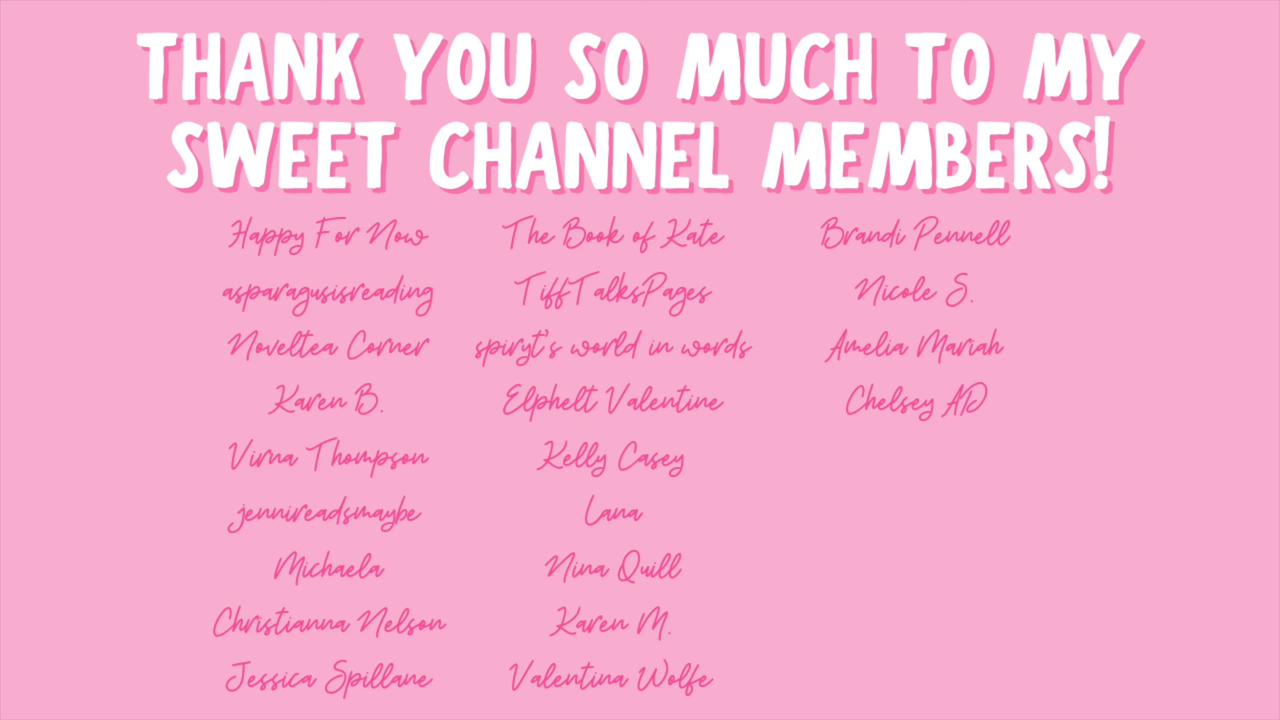 THANK YOU SO MUCH TO MY
SWEET CHANNEL MEMBERS!
Happy For Now
asparagusisreading
Noveltea Corner
Karen B.
Virna Thompson
jennireadsmaybe
Michaela
Christianna Nelson
Jessica Spillane
The Book of Kate
TiffTalksPages
spiryt's world in words
Elphelt Valentine
Kelly Casey
Lana
Nina Quill
Karen M.
Valentina Wolfe
Brandi Pennell
Nicole S.
Amelia Mariah
Chelsey AD